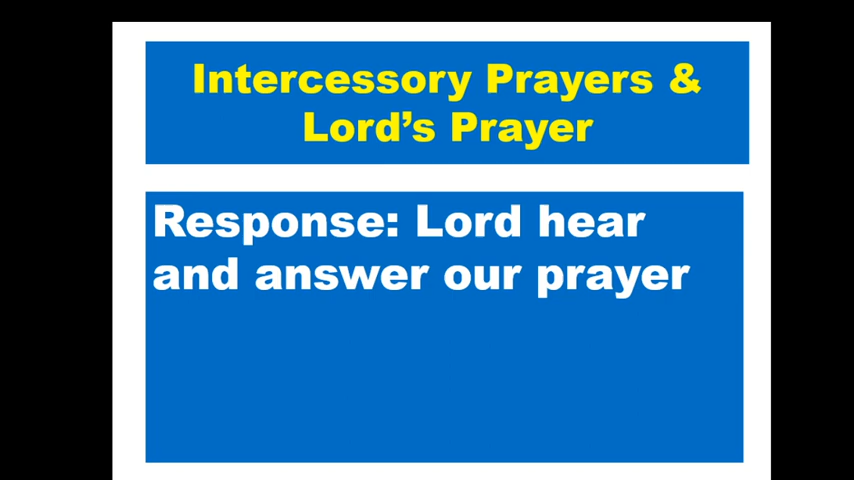 Intercessory Prayers &
Lord’s Prayer
Response: Lord hear
and answer our prayer